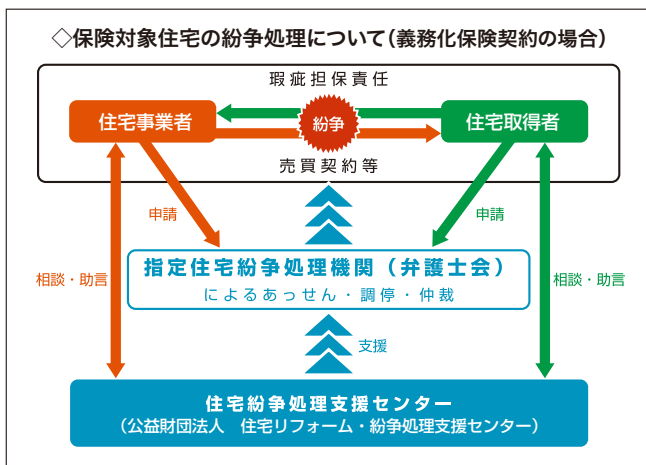 ◇保険対象住宅の紛争処理について(義務化保険契約の場合)
瑕疵担保責任
住宅事業者
紛争
住宅取得者
売買契約等
申請
申請
指定住宅紛争処理機関(弁護士会)
によるあっせん・調停・仲裁
相談・助言
相談・助言
支援
住宅紛争処理支援センター
(公益財団法人 住宅リフォーム・紛争処理支援センター)